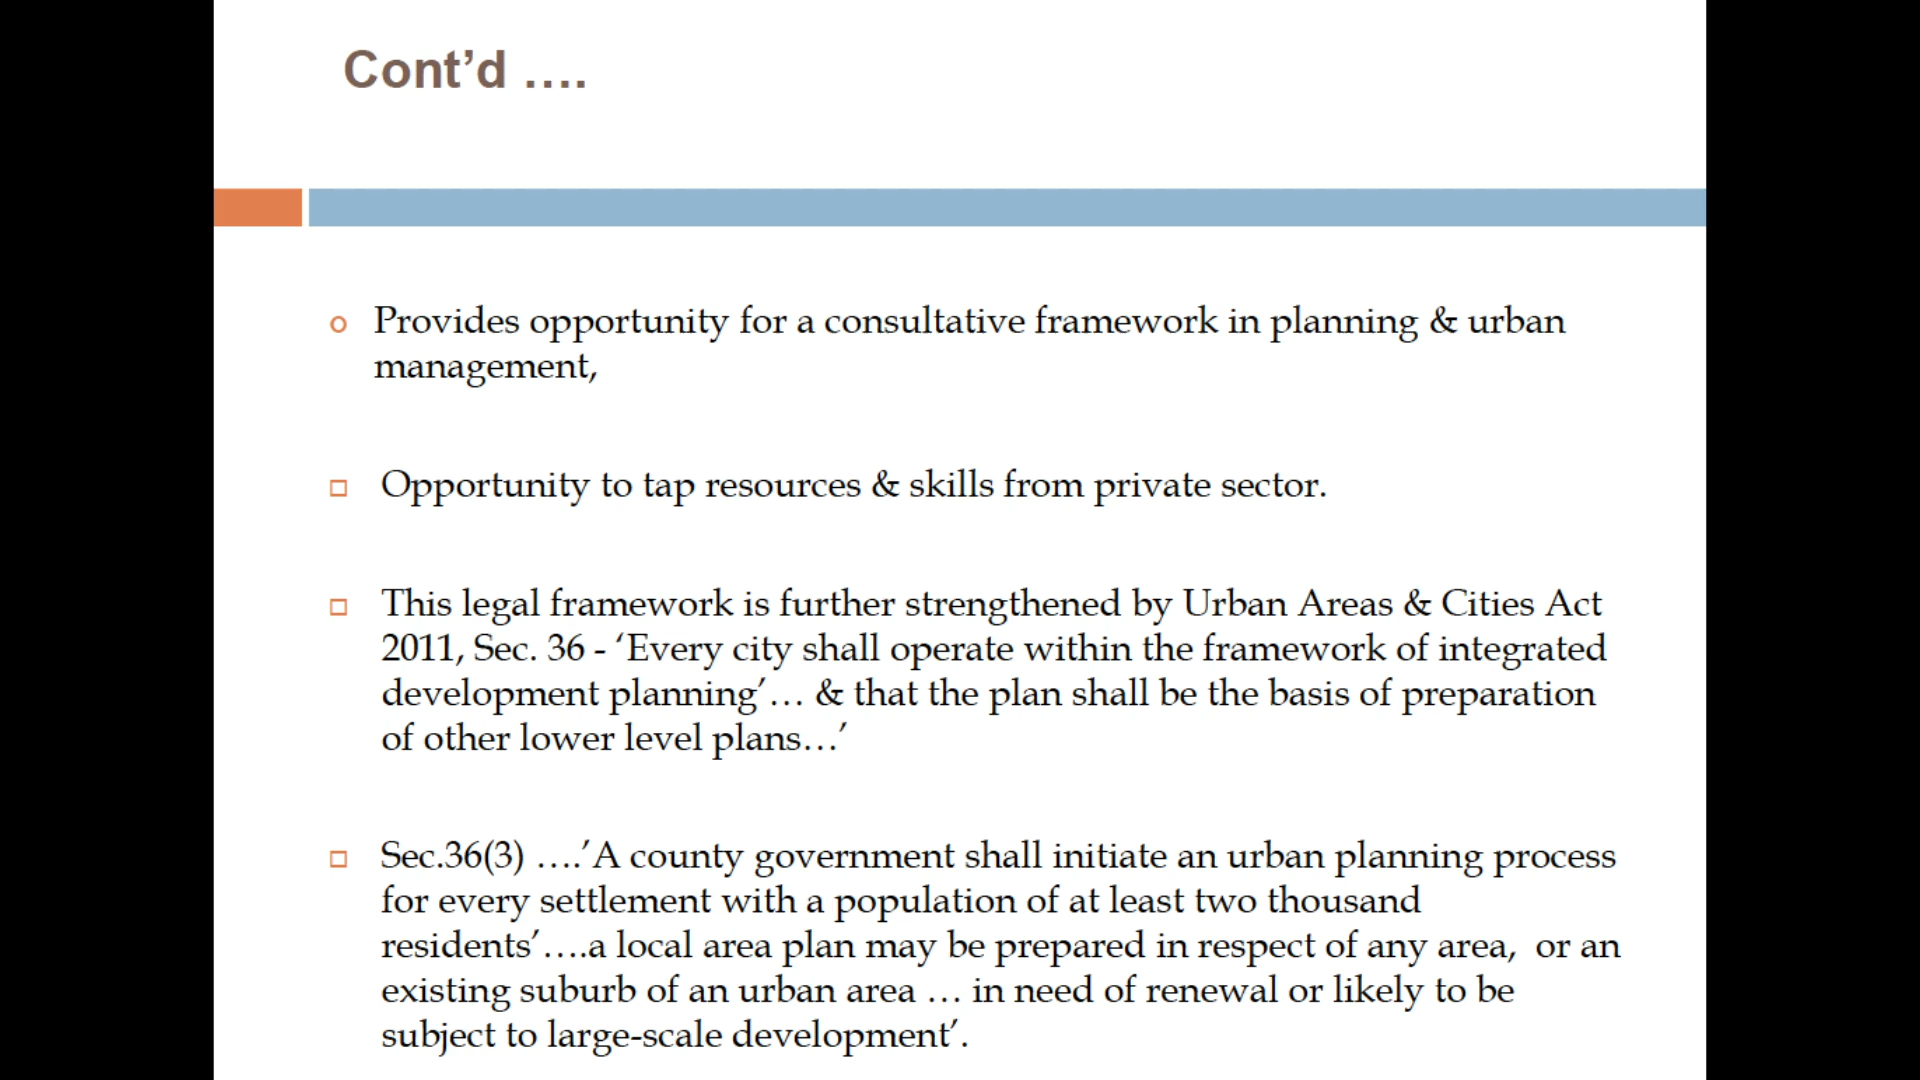 Cont’d ….
Provides opportunity for a consultative framework in planning & urban
management,
Opportunity to tap resources & skills from private sector.
This legal framework is further strengthened by Urban Areas & Cities Act
2011, Sec. 36 - ‘Every city shall operate within the framework of integrated
development planning’… & that the plan shall be the basis of preparation
of other lower level plans…’
Sec.36(3) ….’A county government shall initiate an urban planning process
for every settlement with a population of at least two thousand
residents’….a local area plan may be prepared in respect of any area,  or an
existing suburb of an urban area … in need of renewal or likely to be
subject to large-scale development’.